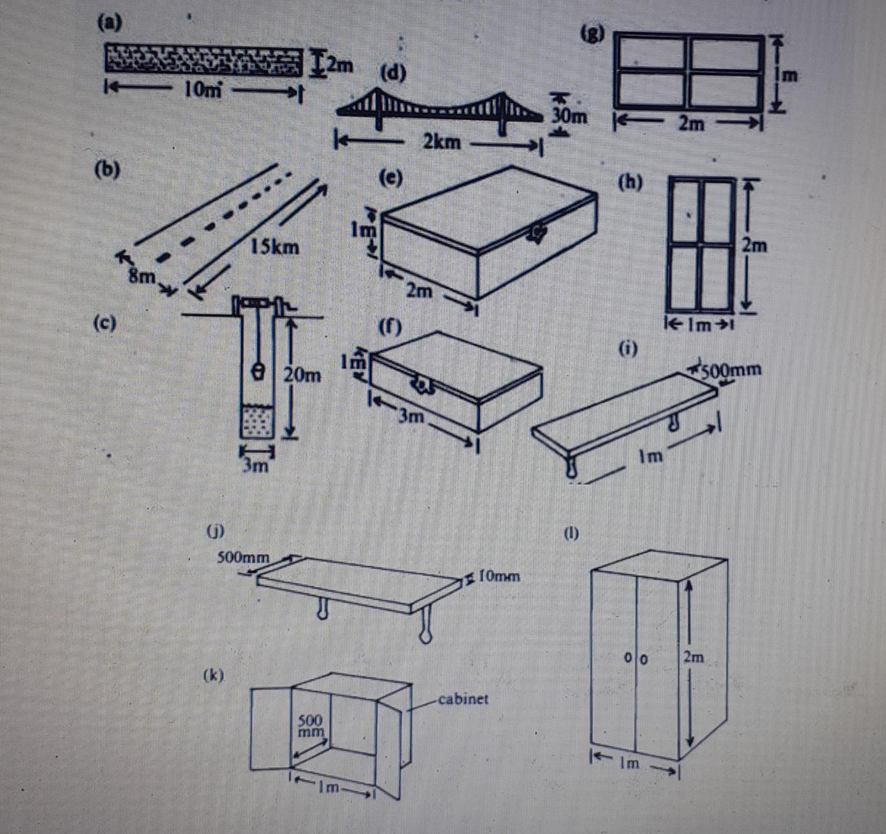 (a)
2m
10m
(b)
15km
8m
(c)
20m
3m
(d)
30m
2km
(e)
1m
2m
(f)
1m
3m
(g)
1m
2m
(h)
2m
1m
(i)
500mm
1m
(j)
500mm
10mm
(k)
cabinet
500
mm
1m
(l)
2m
1m